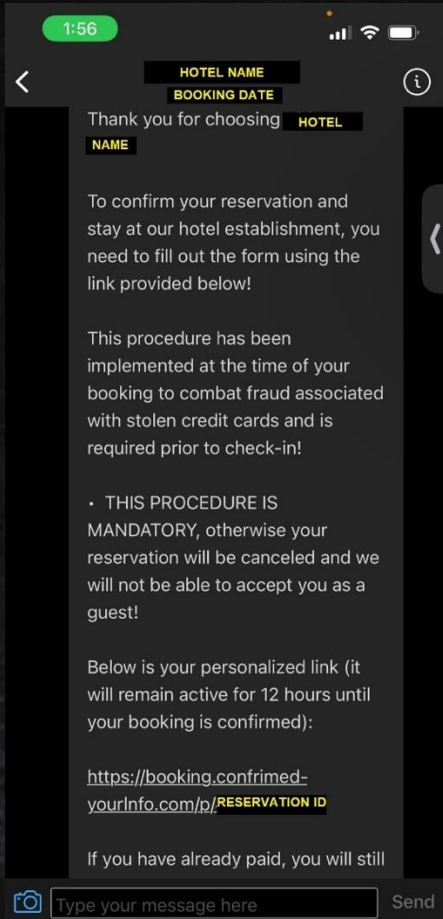 1:56
HOTEL NAME
BOOKING DATE
Thank you for choosing HOTEL
NAME
To confirm your reservation and
stay at our hotel establishment, you
need to fill out the form using the
link provided below!
This procedure has been
implemented at the time of your
booking to combat fraud associated
with stolen credit cards and is
required prior to check-in!
• THIS PROCEDURE IS
MANDATORY, otherwise your
reservation will be canceled and we
will not be able to accept you as a
guest!
Below is your personalized link (it
will remain active for 12 hours until
your booking is confirmed):
https://booking.confrimed-
yourInfo.com/p/RESERVATION ID
If you have already paid, you will still
Type your message here
Send